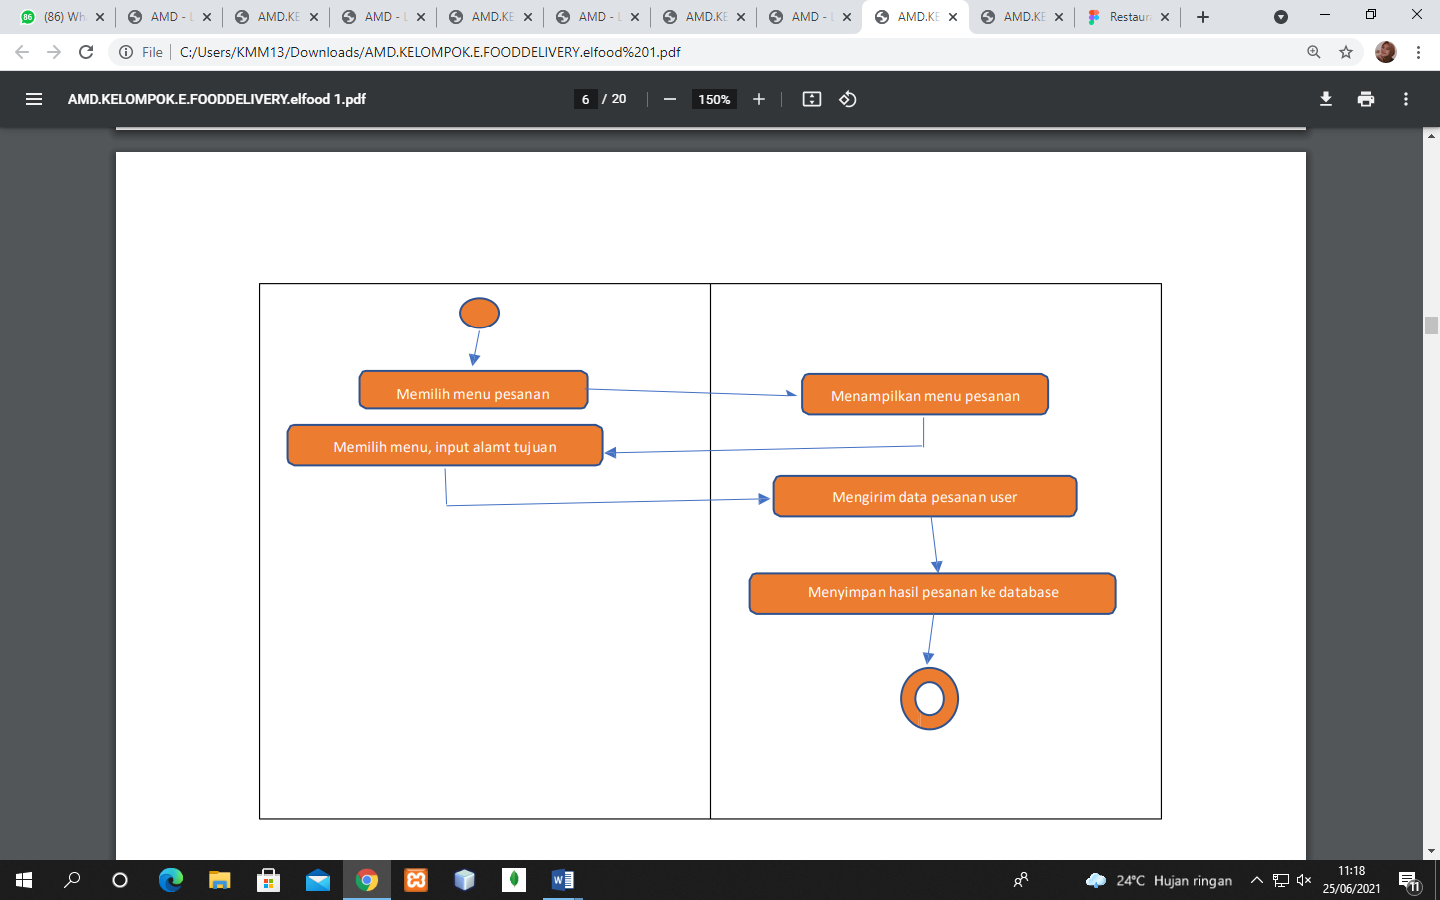 86
(86) Wh
AMD - L
AMD.KE
AMD - L
AMD - L
AMD - L
AMD.KE
AMD - L
AMD.KE
AMD.KE
Restaur
File
C:/Users/KMM13/Downloads/AMD.KELOMPOK.E.FOODDELIVERY.elfood%201.pdf
AMD.KELOMPOK.E.FOODDELIVERY.elfood 1.pdf
6 / 20
150%
Memilih menu pesanan
Menampilkan menu pesanan
Memilih menu, input alamt tujuan
Mengirim data pesanan user
Menyimpan hasil pesanan ke database
24°C Hujan ringan
11:18
25/06/2021
11